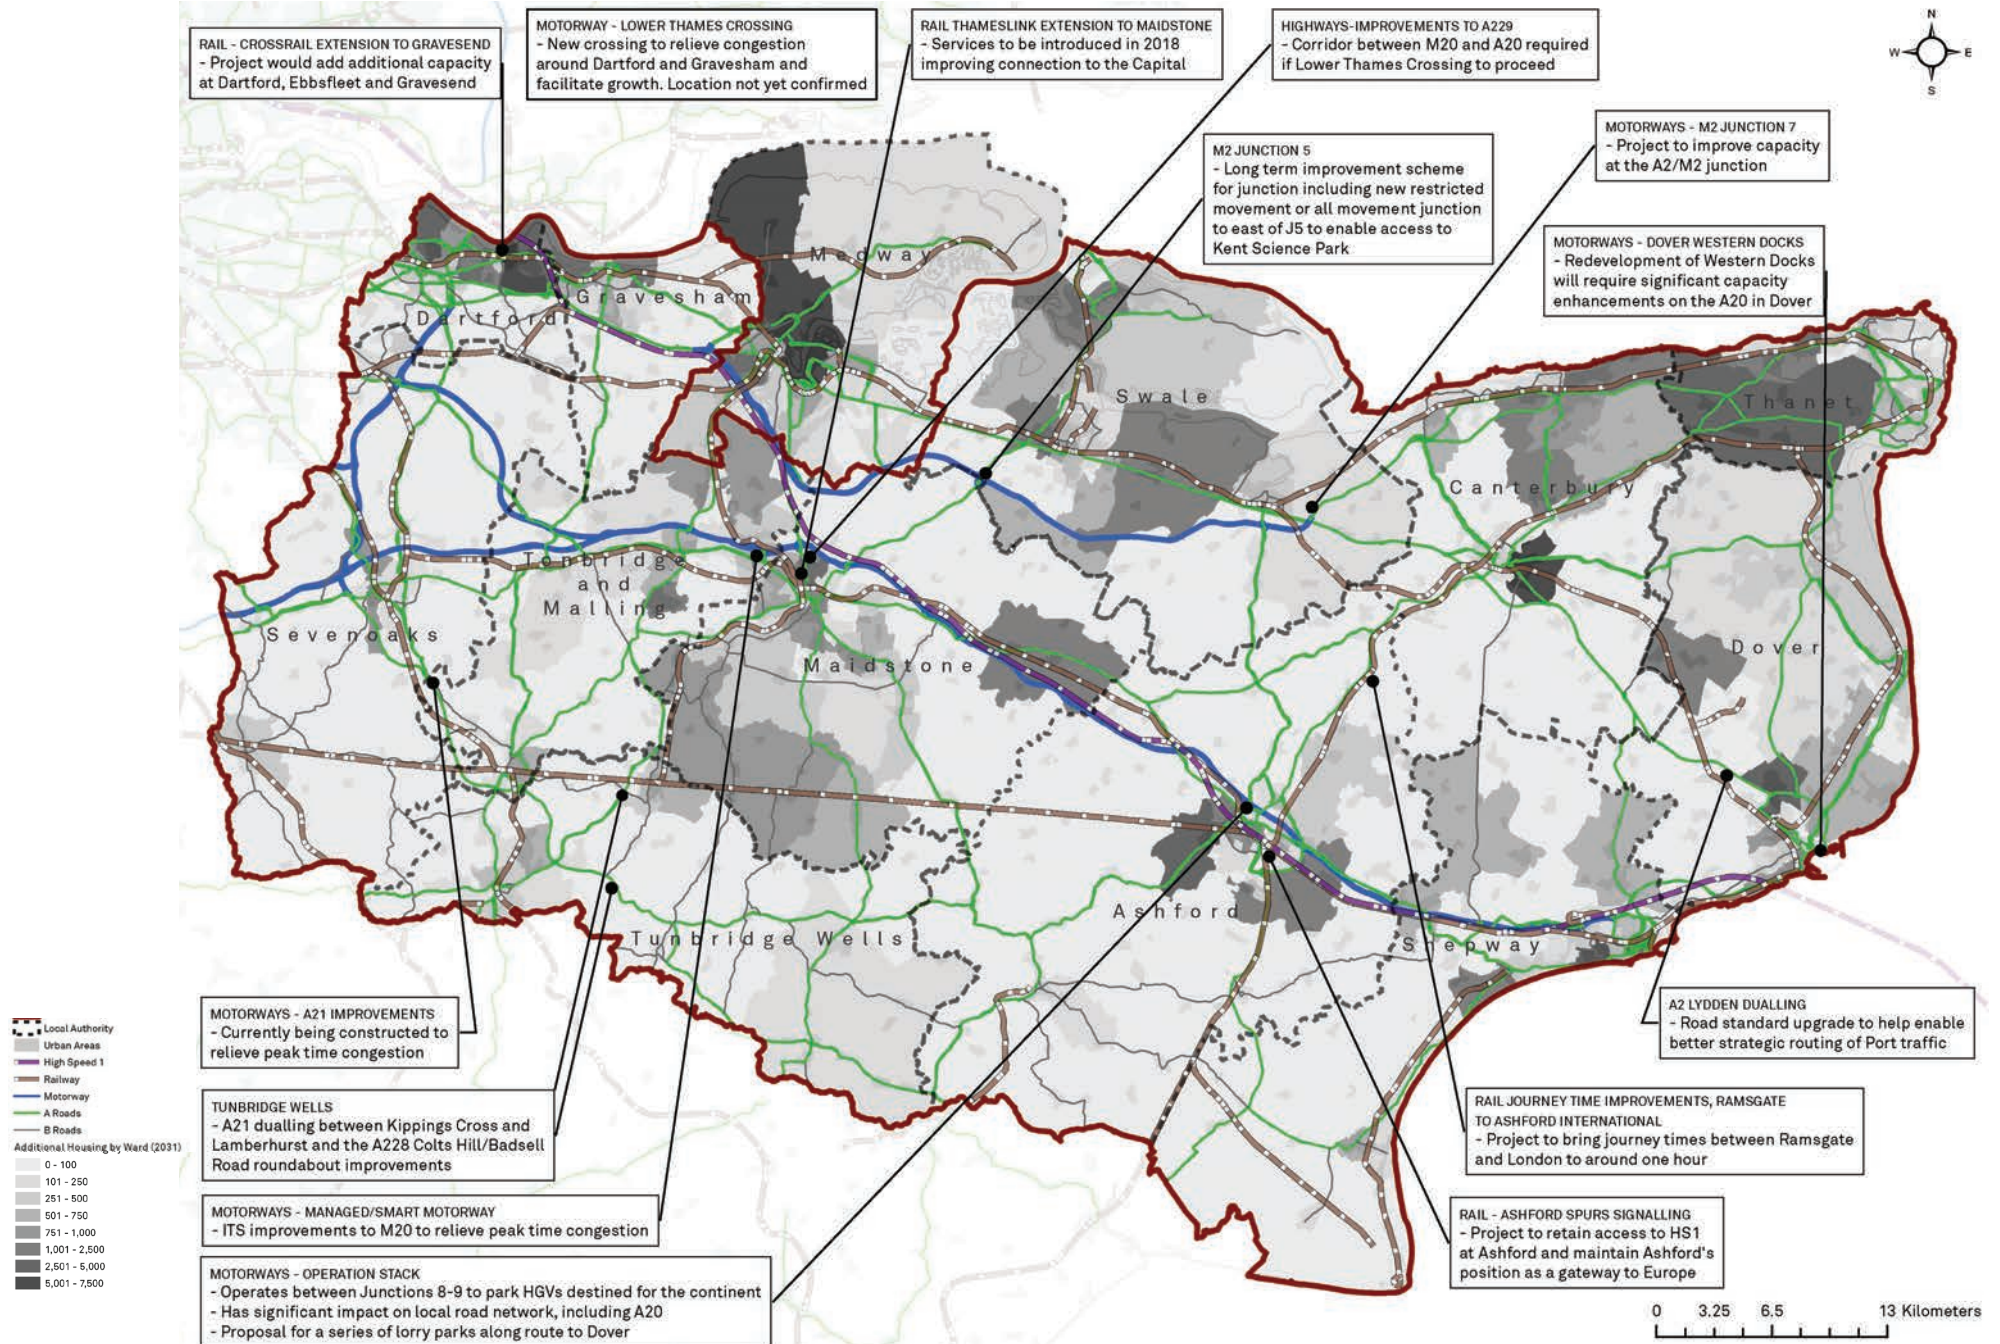 RAIL - CROSSRAIL EXTENSION TO GRAVESEND
- Project would add additional capacity
at Dartford, Ebbsfleet and Gravesend
MOTORWAY - LOWER THAMES CROSSING
- New crossing to relieve congestion
around Dartford and Gravesham and
facilitate growth. Location not yet confirmed
RAIL THAMESLINK EXTENSION TO MAIDSTONE
- Services to be introduced in 2018
improving connection to the Capital
HIGHWAYS-IMPROVEMENTS TO A229
- Corridor between M20 and A20 required
if Lower Thames Crossing to proceed
N
W E
S
M2 JUNCTION 5
- Long term improvement scheme
for junction including new restricted
movement or all movement junction
to east of J5 to enable access to
Kent Science Park
MOTORWAYS - M2 JUNCTION 7
- Project to improve capacity
at the A2/M2 junction
MOTORWAYS - DOVER WESTERN DOCKS
- Redevelopment of Western Docks
will require significant capacity
enhancements on the A20 in Dover
Medway
Gravesham
Dartford
Swale
Thanet
Canterbury
Tonbridge
and
Malling
Sevenoaks
Maidstone
Dover
Ashford
Tunbridge Wells
Shepway
MOTORWAYS - A21 IMPROVEMENTS
- Currently being constructed to
relieve peak time congestion
TUNBRIDGE WELLS
- A21 dualling between Kippings Cross and
Lamberhurst and the A228 Colts Hill/Badsell
Road roundabout improvements
MOTORWAYS - MANAGED/SMART MOTORWAY
- ITS improvements to M20 to relieve peak time congestion
MOTORWAYS - OPERATION STACK
- Operates between Junctions 8-9 to park HGVs destined for the continent
- Has significant impact on local road network, including A20
- Proposal for a series of lorry parks along route to Dover
A2 LYDDEN DUALLING
- Road standard upgrade to help enable
better strategic routing of Port traffic
RAIL JOURNEY TIME IMPROVEMENTS, RAMSGATE
TO ASHFORD INTERNATIONAL
- Project to bring journey times between Ramsgate
and London to around one hour
RAIL - ASHFORD SPURS SIGNALLING
- Project to retain access to HS1
at Ashford and maintain Ashford's
position as a gateway to Europe
Local Authority
Urban Areas
High Speed 1
Railway
Motorway
A Roads
B Roads
Additional Housing by Ward (2031)
0 - 100
101 - 250
251 - 500
501 - 750
751 - 1,000
1,001 - 2,500
2,501 - 5,000
5,001 - 7,500
0 3.25 6.5 13 Kilometers